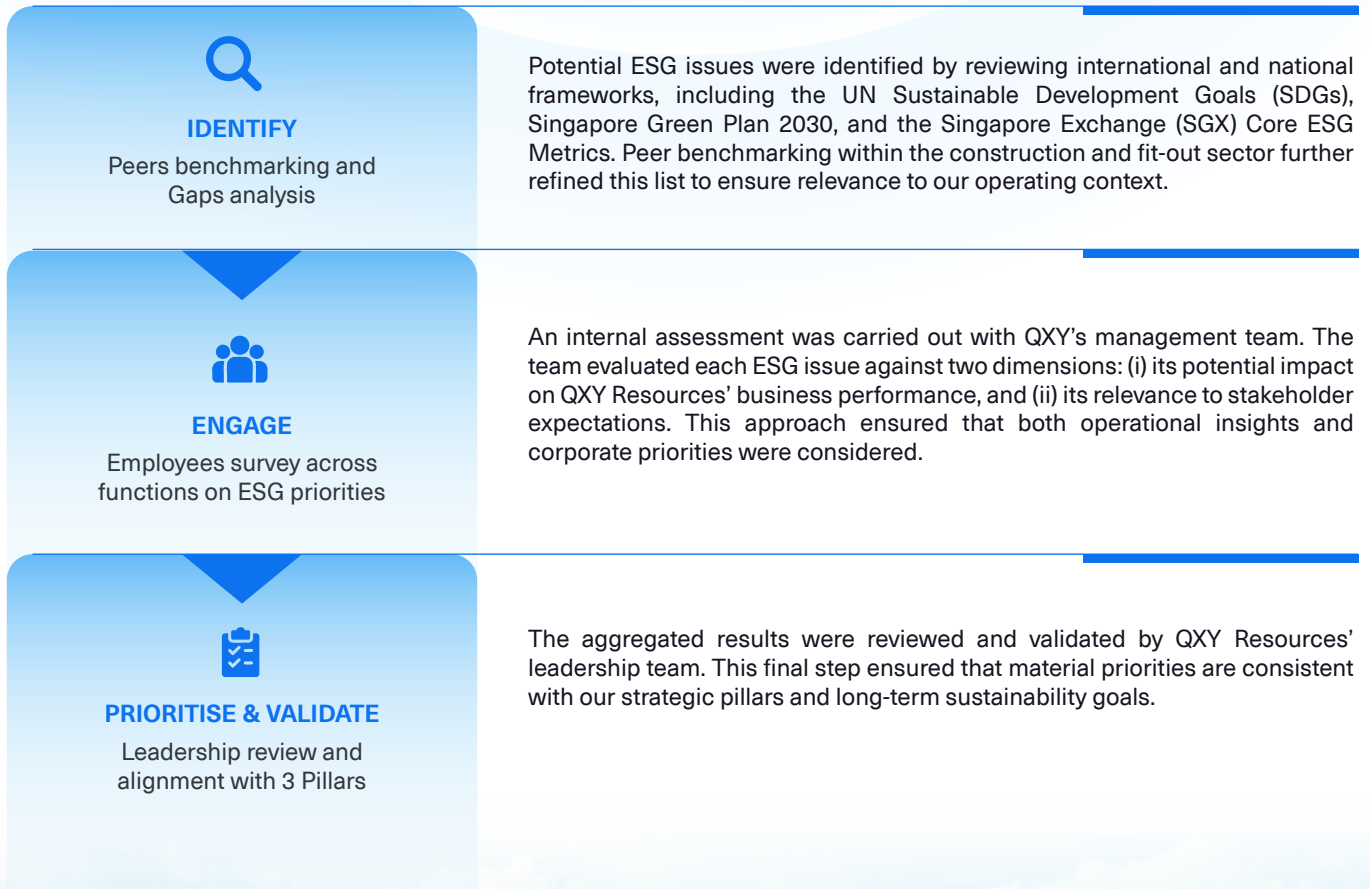 IDENTIFY
Peers benchmarking and
Gaps analysis
Potential ESG issues were identified by reviewing international and national
frameworks, including the UN Sustainable Development Goals (SDGs),
Singapore Green Plan 2030, and the Singapore Exchange (SGX) Core ESG
Metrics. Peer benchmarking within the construction and fit-out sector further
refined this list to ensure relevance to our operating context.
ENGAGE
Employees survey across
functions on ESG priorities
An internal assessment was carried out with QXY’s management team. The
team evaluated each ESG issue against two dimensions: (i) its potential impact
on QXY Resources’ business performance, and (ii) its relevance to stakeholder
expectations. This approach ensured that both operational insights and
corporate priorities were considered.
PRIORITISE & VALIDATE
Leadership review and
alignment with 3 Pillars
The aggregated results were reviewed and validated by QXY Resources’
leadership team. This final step ensured that material priorities are consistent
with our strategic pillars and long-term sustainability goals.